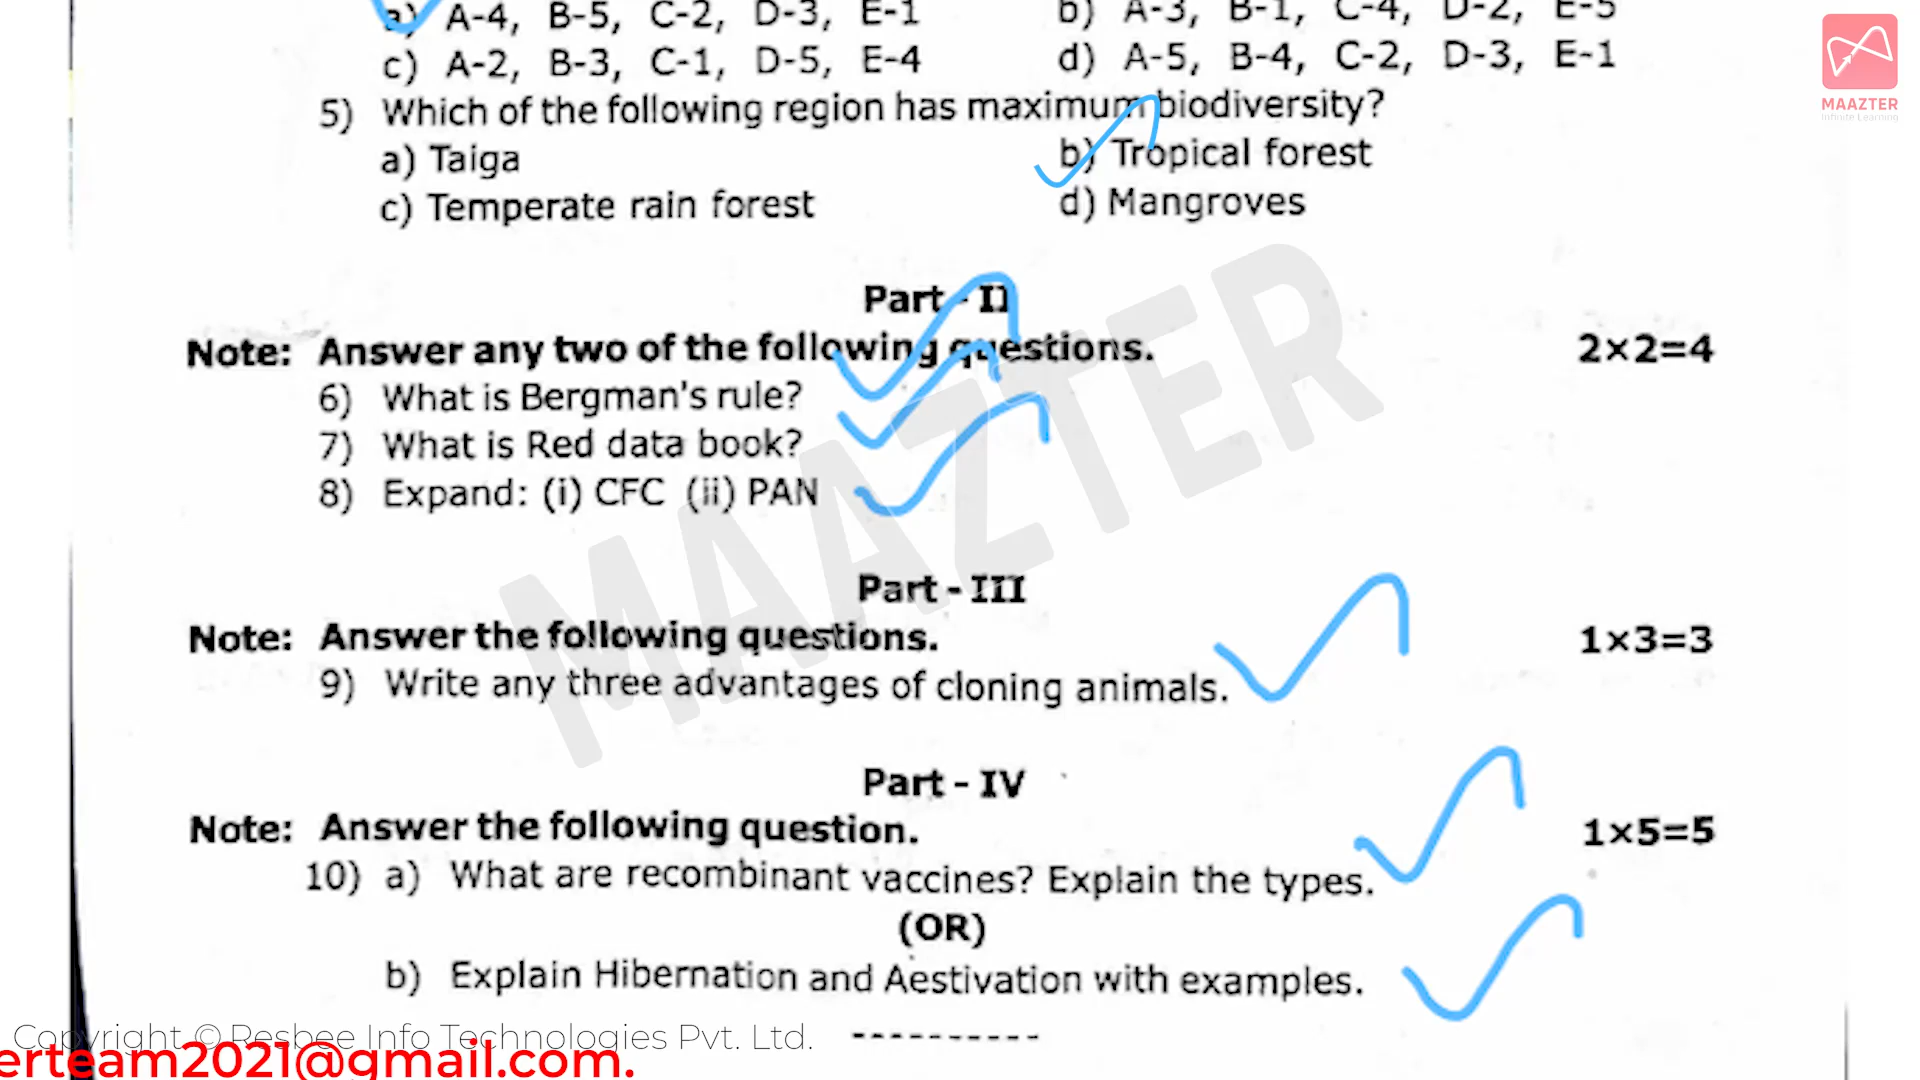 a) A-4, B-5, C-2, D-3, E-1 b) A-3, B-1, C-4, D-2, E-5
c) A-2, B-3, C-1, D-5, E-4 d) A-5, B-4, C-2, D-3, E-1
5) Which of the following region has maximum biodiversity?
a) Taiga b) Tropical forest
c) Temperate rain forest d) Mangroves
MAAZTER
Infinite Learning
Part - II
Note: Answer any two of the following questions. 2×2=4
6) What is Bergman's rule?
7) What is Red data book?
8) Expand: (i) CFC (ii) PAN
MAAZTER
Part - III
Note: Answer the following questions. 1×3=3
9) Write any three advantages of cloning animals.
Part - IV
Note: Answer the following question. 1×5=5
10) a) What are recombinant vaccines? Explain the types.
(OR)
b) Explain Hibernation and Aestivation with examples.
----------
Copyright © Resbee Info Technologies Pvt. Ltd.
erteam2021@gmail.com.